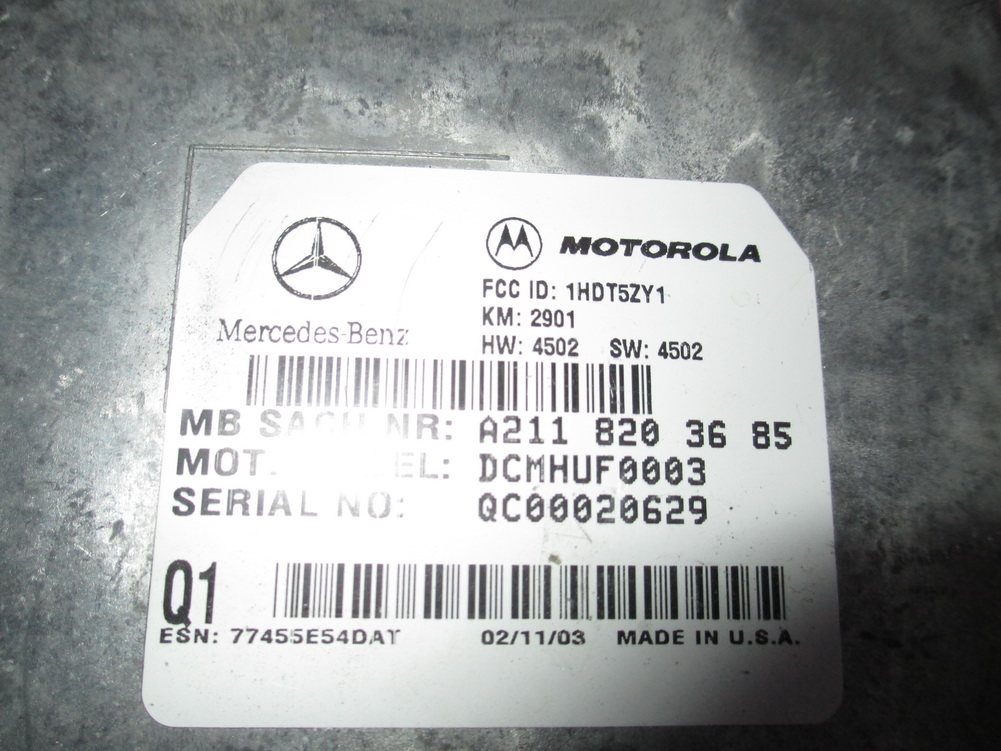 Mercedes-Benz
MOTOROLA
FCC ID: 1HDT5ZY1
KM: 2901
HW: 4502 SW: 4502
MB SACH NR: A211 820 36 85
MOT. DCMHUF0003
SERIAL NO: QC00020629
Q1
ESN: 77455E54DAT 02/11/03 MADE IN U.S.A.